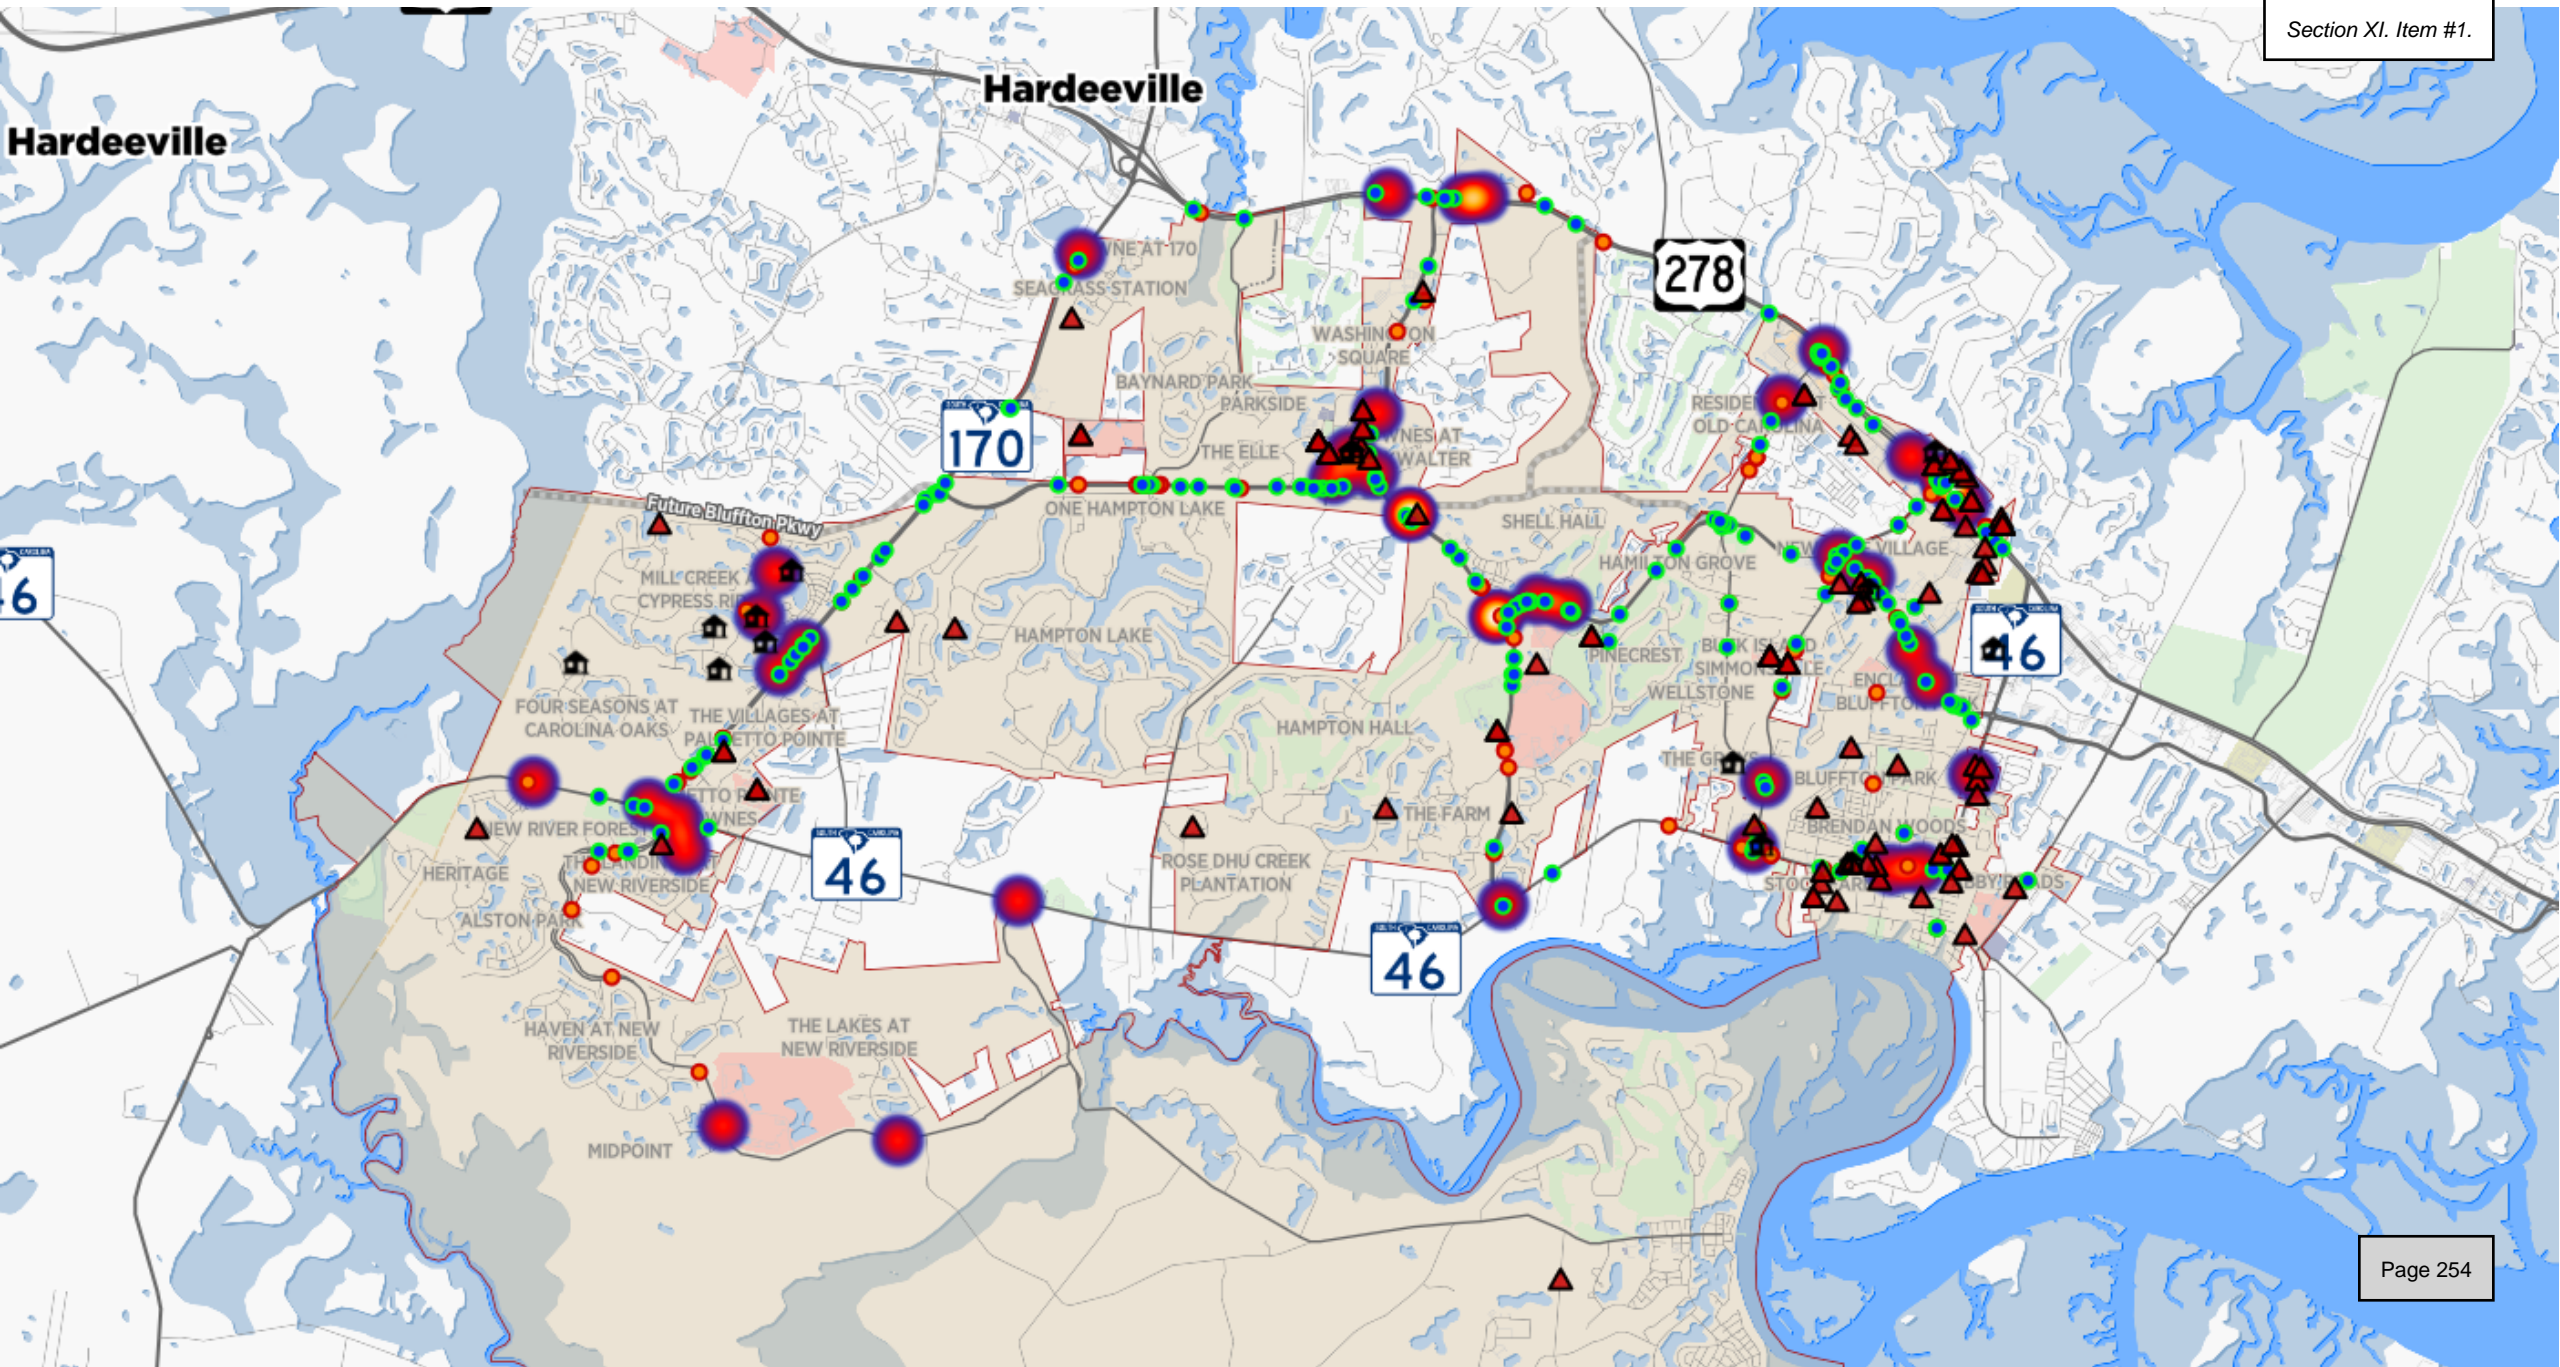 Section XI. Item #1.
Hardeeville
Hardeeville
278
SEAGRASS STATION
WASHINGTON
SQUARE
BAYNARD PARK
PARKSIDE
OLD CAROLINA
170
THE ELLE
Future Bluffton Pkwy
ONE HAMPTON LAKE
SHELL HALL
VILLAGE
HAMILTON GROVE
MILL CREEK
HAMPTON LAKE
PINECREST
46
WELLSTONE
FOUR SEASONS AT
CAROLINA OAKS
THE VILLAGES AT
PALMETTO POINTE
HAMPTON HALL
BLUFFTON PARK
NEW RIVER FOREST
THE FARM
BRENDAN WOODS
HERITAGE
NEW RIVERSIDE
46
ROSE DHU CREEK
PLANTATION
ALSTON PARK
46
HAVEN AT NEW
RIVERSIDE
THE LAKES AT
NEW RIVERSIDE
MIDPOINT
Page 254